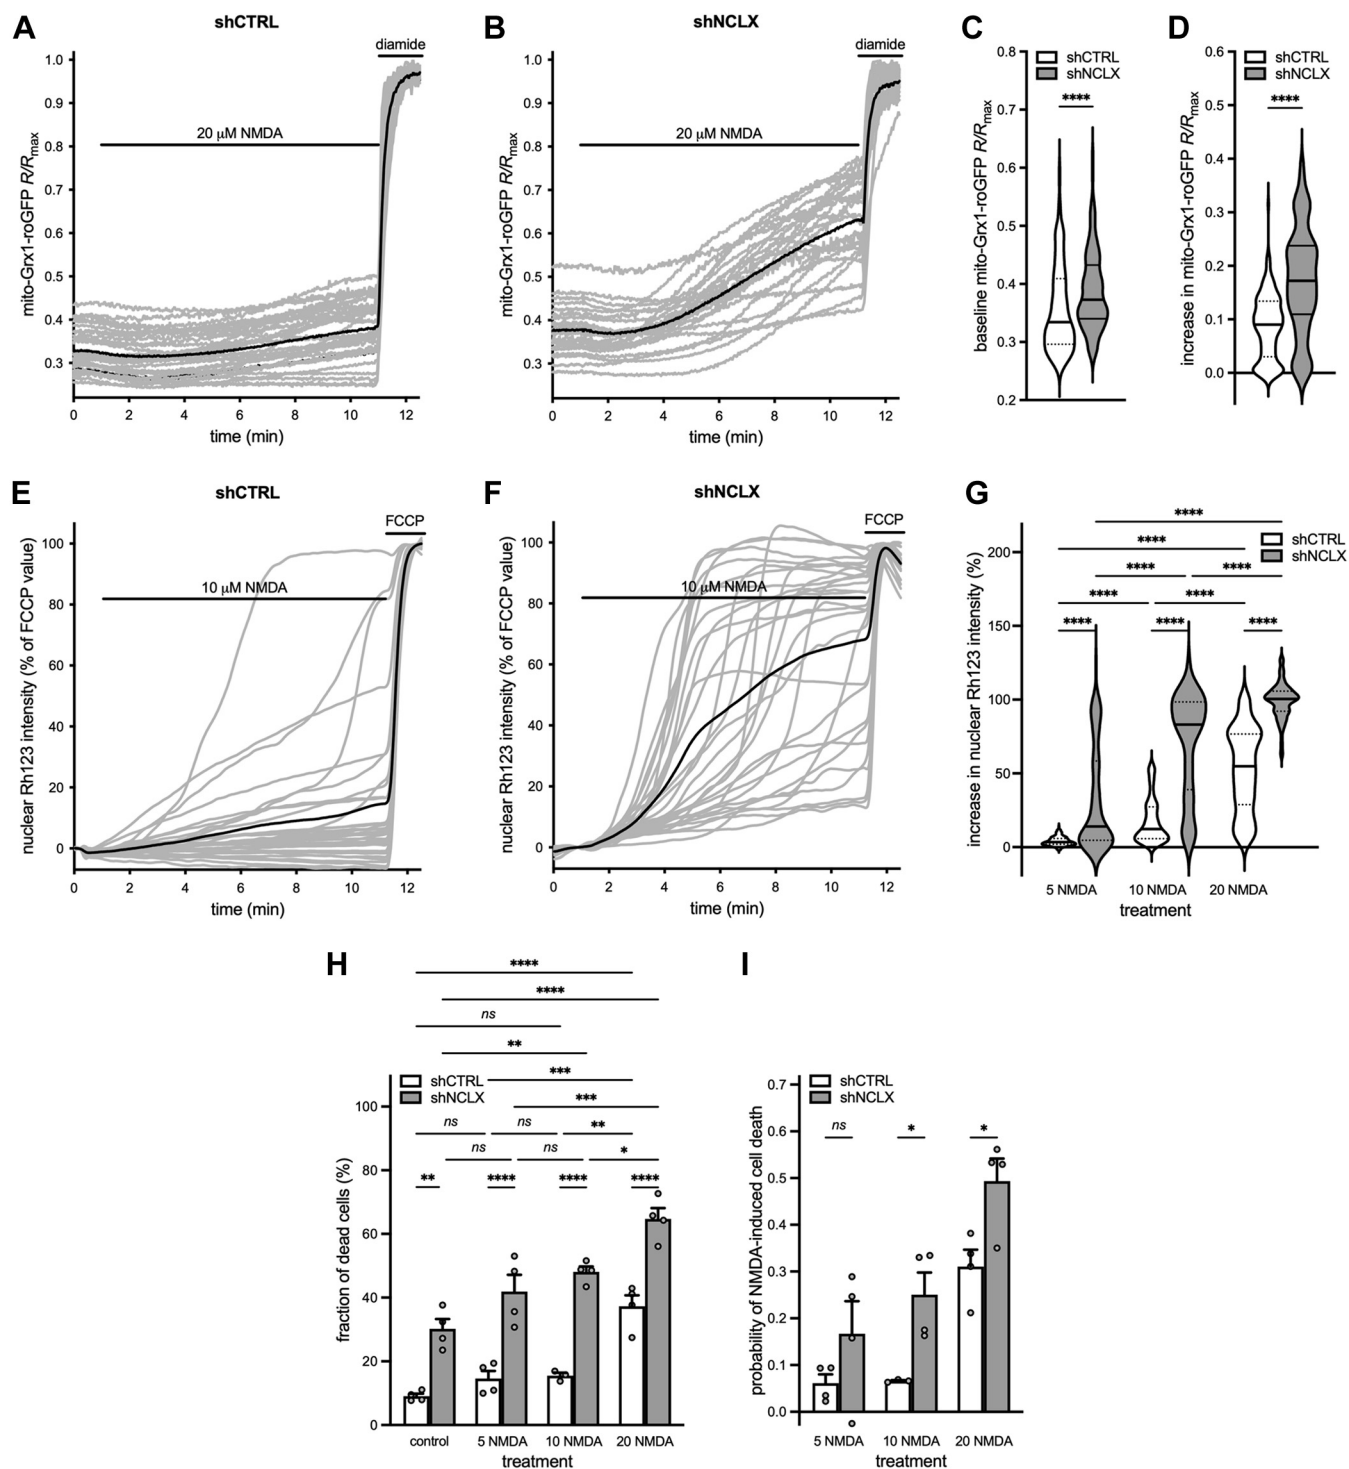 A
shCTRL
mito-Grx1-roGFP R/Rmax
1.0
0.9
0.8
0.7
0.6
0.5
0.4
0.3
diamide
20 μM NMDA
0 2 4 6 8 10 12
time (min)
B
shNCLX
mito-Grx1-roGFP R/Rmax
1.0
0.9
0.8
0.7
0.6
0.5
0.4
0.3
diamide
20 μM NMDA
0 2 4 6 8 10 12
time (min)
C
baseline mito-Grx1-roGFP R/Rmax
0.8
0.7
0.6
0.5
0.4
0.3
0.2
shCTRL
shNCLX
****
D
increase in mito-Grx1-roGFP R/Rmax
0.6
0.5
0.4
0.3
0.2
0.1
0.0
shCTRL
shNCLX
****
E
shCTRL
nuclear Rh123 intensity (% of FCCP value)
100
80
60
40
20
0
FCCP
10 μM NMDA
0 2 4 6 8 10 12
time (min)
F
shNCLX
nuclear Rh123 intensity (% of FCCP value)
100
80
60
40
20
0
FCCP
10 μM NMDA
0 2 4 6 8 10 12
time (min)
G
increase in nuclear Rh123 intensity (%)
200
150
100
50
0
shCTRL
shNCLX
****
****
**** ****
**** ****
**** **** ****
5 NMDA 10 NMDA 20 NMDA
treatment
H
fraction of dead cells (%)
100
80
60
40
20
0
****
****
ns
**
***
***
shCTRL
shNCLX
ns ns **
ns ns *
** **** **** ****
control 5 NMDA 10 NMDA 20 NMDA
treatment
I
probability of NMDA-induced cell death
0.7
0.6
0.5
0.4
0.3
0.2
0.1
0.0
shCTRL
shNCLX
ns * *
5 NMDA 10 NMDA 20 NMDA
treatment